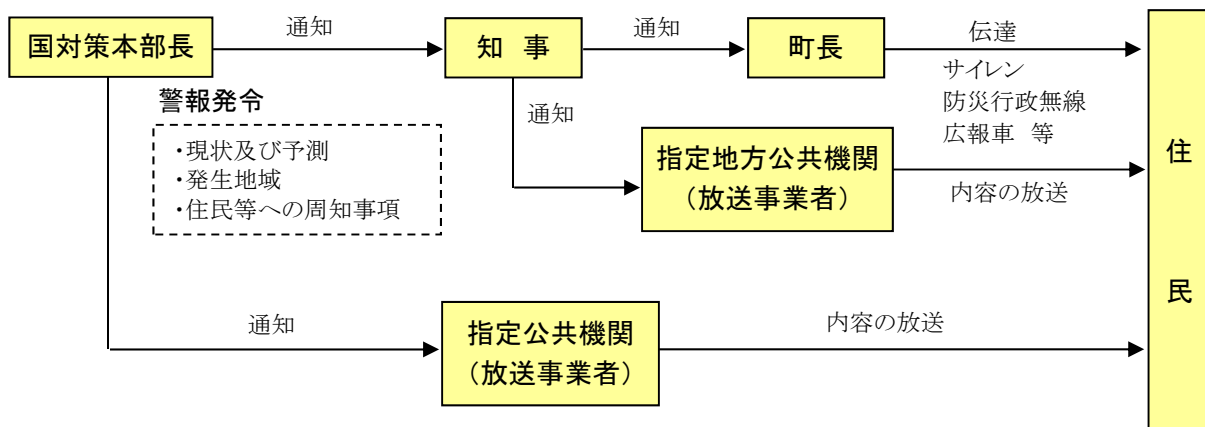 国対策本部長
通知
知　事
通知
町長
伝達
サイレン
防災行政無線
広報車　等
警報発令
・現状及び予測
・発生地域
・住民等への周知事項
通知
指定地方公共機関
（放送事業者）
内容の放送
住
民
通知
指定公共機関
（放送事業者）
内容の放送